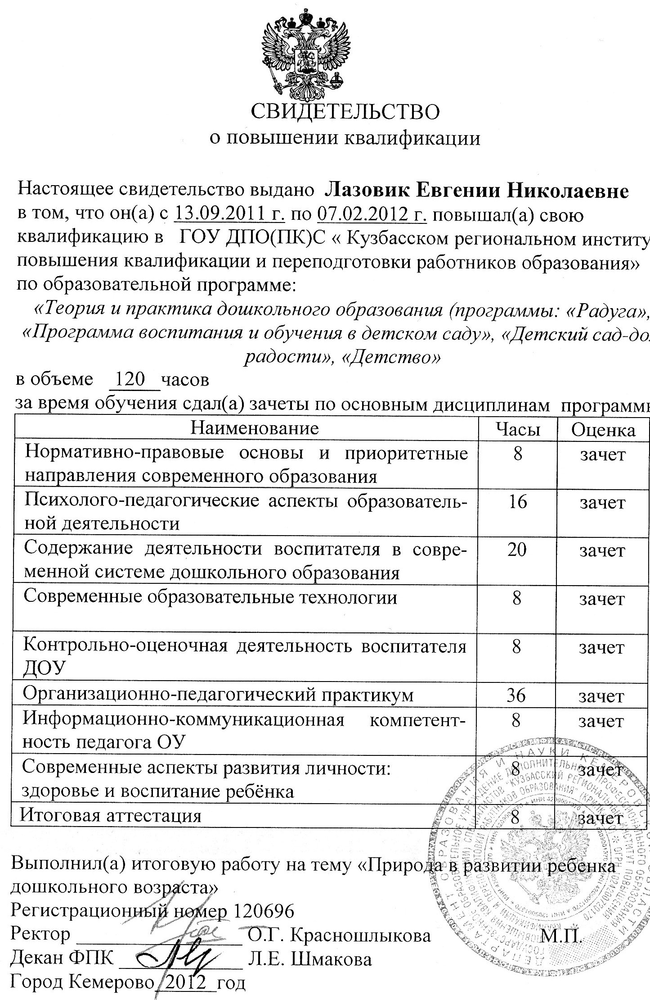 СВИДЕТЕЛЬСТВО
о повышении квалификации
Настоящее свидетельство выдано Лазовик Евгении Николаевне
в том, что он(а) с 13.09.2011 г. по 07.02.2012 г. повышал(а) свою
квалификацию в ГОУ ДПО(ПК)С « Кузбасском региональном институ
повышения квалификации и переподготовки работников образования»
по образовательной программе:
«Теория и практика дошкольного образования (программы: «Радуга»,
«Программа воспитания и обучения в детском саду», «Детский сад-дом
радости», «Детство»
в объеме 120 часов
за время обучения сдал(а) зачеты по основным дисциплинам программы
Наименование Часы Оценка
Нормативно-правовые основы и приоритетные 8 зачет
направления современного образования
Психолого-педагогические аспекты образователь- 16 зачет
ной деятельности
Содержание деятельности воспитателя в совре- 20 зачет
менной системе дошкольного образования
Современные образовательные технологии 8 зачет
Контрольно-оценочная деятельность воспитателя 8 зачет
ДОУ
Организационно-педагогический практикум 36 зачет
Информационно-коммуникационная компетент- 8 зачет
ность педагога ОУ
Современные аспекты развития личности: 8 зачет
здоровье и воспитание ребёнка
Итоговая аттестация 8 зачет
Выполнил(а) итоговую работу на тему «Природа в развитии ребенка
дошкольного возраста»
Регистрационный номер 120696
Ректор О.Г. Красношлыкова М.П.
Декан ФПК Л.Е. Шмакова
Город Кемерово 2012 год